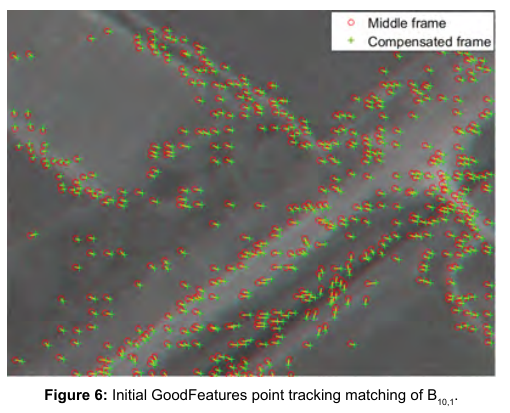 Middle frame
Compensated frame
Figure 6: Initial GoodFeatures point tracking matching of B10,1.